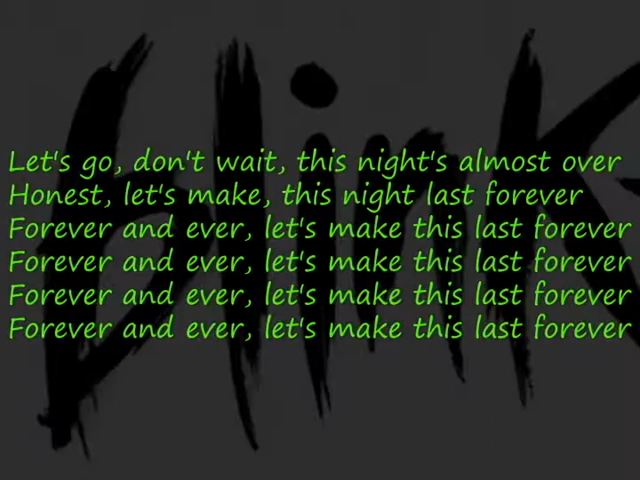 blink-
Let's go, don't wait, this night's almost over
Honest, let's make, this night last forever
Forever and ever, let's make this last forever
Forever and ever, let's make this last forever
Forever and ever, let's make this last forever
Forever and ever, let's make this last forever